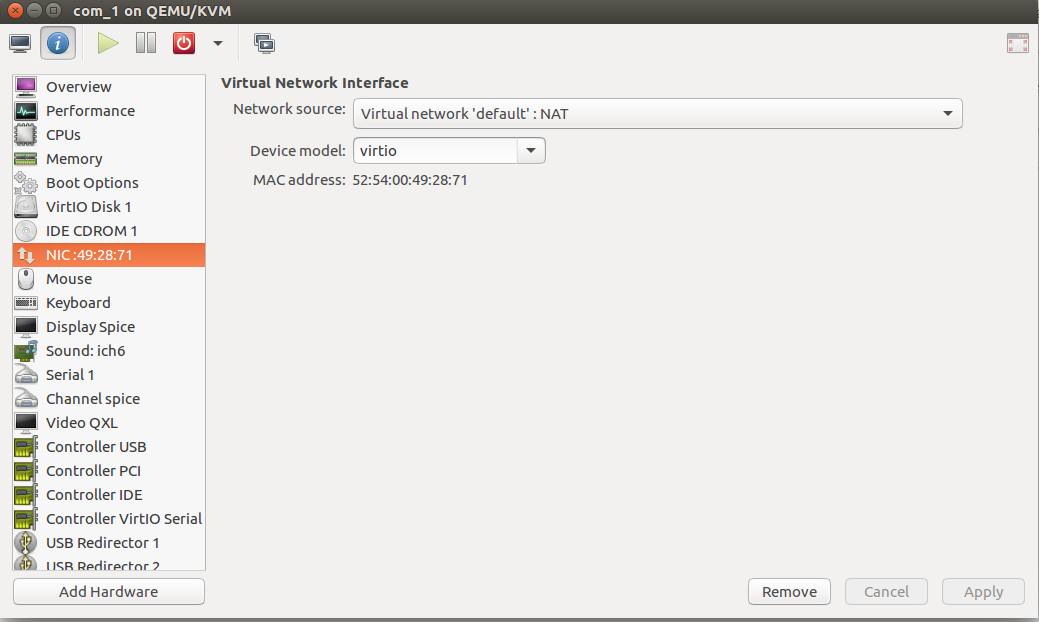 com_1 on QEMU/KVM
Overview
Performance
CPUs
Memory
Boot Options
VirtIO Disk 1
IDE CDROM 1
NIC :49:28:71
Mouse
Keyboard
Display Spice
Sound: ich6
Serial 1
Channel spice
Video QXL
Controller USB
Controller PCI
Controller IDE
Controller VirtIO Serial
USB Redirector 1
USB Redirector 2
Add Hardware
Virtual Network Interface
Network source: Virtual network 'default' : NAT
Device model: virtio
MAC address: 52:54:00:49:28:71
Remove Cancel Apply